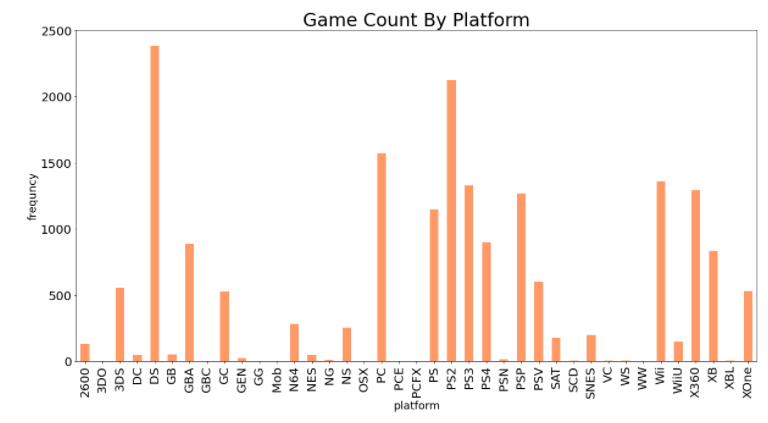 Game Count By Platform
2500
2000
1500
1000
500
0
frequncy
2600
3DO
3DS
DC
DS
GB
GBA
GBC
GC
GEN
GG
Mob
N64
NES
NG
NS
OSX
PC
PCE
PCFX
PS
PS2
PS3
PS4
PSN
PSP
PSV
SAT
SCD
SNES
VC
WS
WW
Wii
WiiU
X360
XB
XBL
XOne
platform